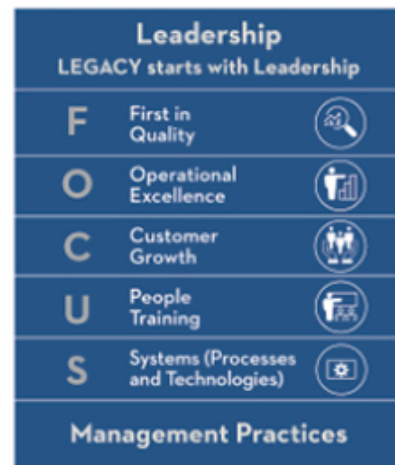 Leadership
LEGACY starts with Leadership
F
First in
Quality
O
Operational
Excellence
C
Customer
Growth
U
People
Training
S
Systems (Processes
and Technologies)
Management Practices